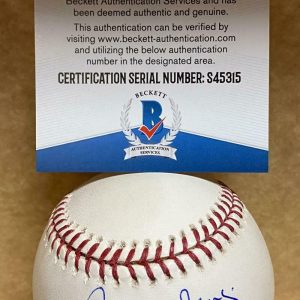 Beckett Authentication Services and has
been deemed authentic and genuine.
This authentication can be verified by
visiting www.beckett-authentication.com
and utilizing the below authentication
number in the designated area.
CERTIFICATION SERIAL NUMBER: S45315
BECKETT
B
AUTHENTICATION
SERVICES